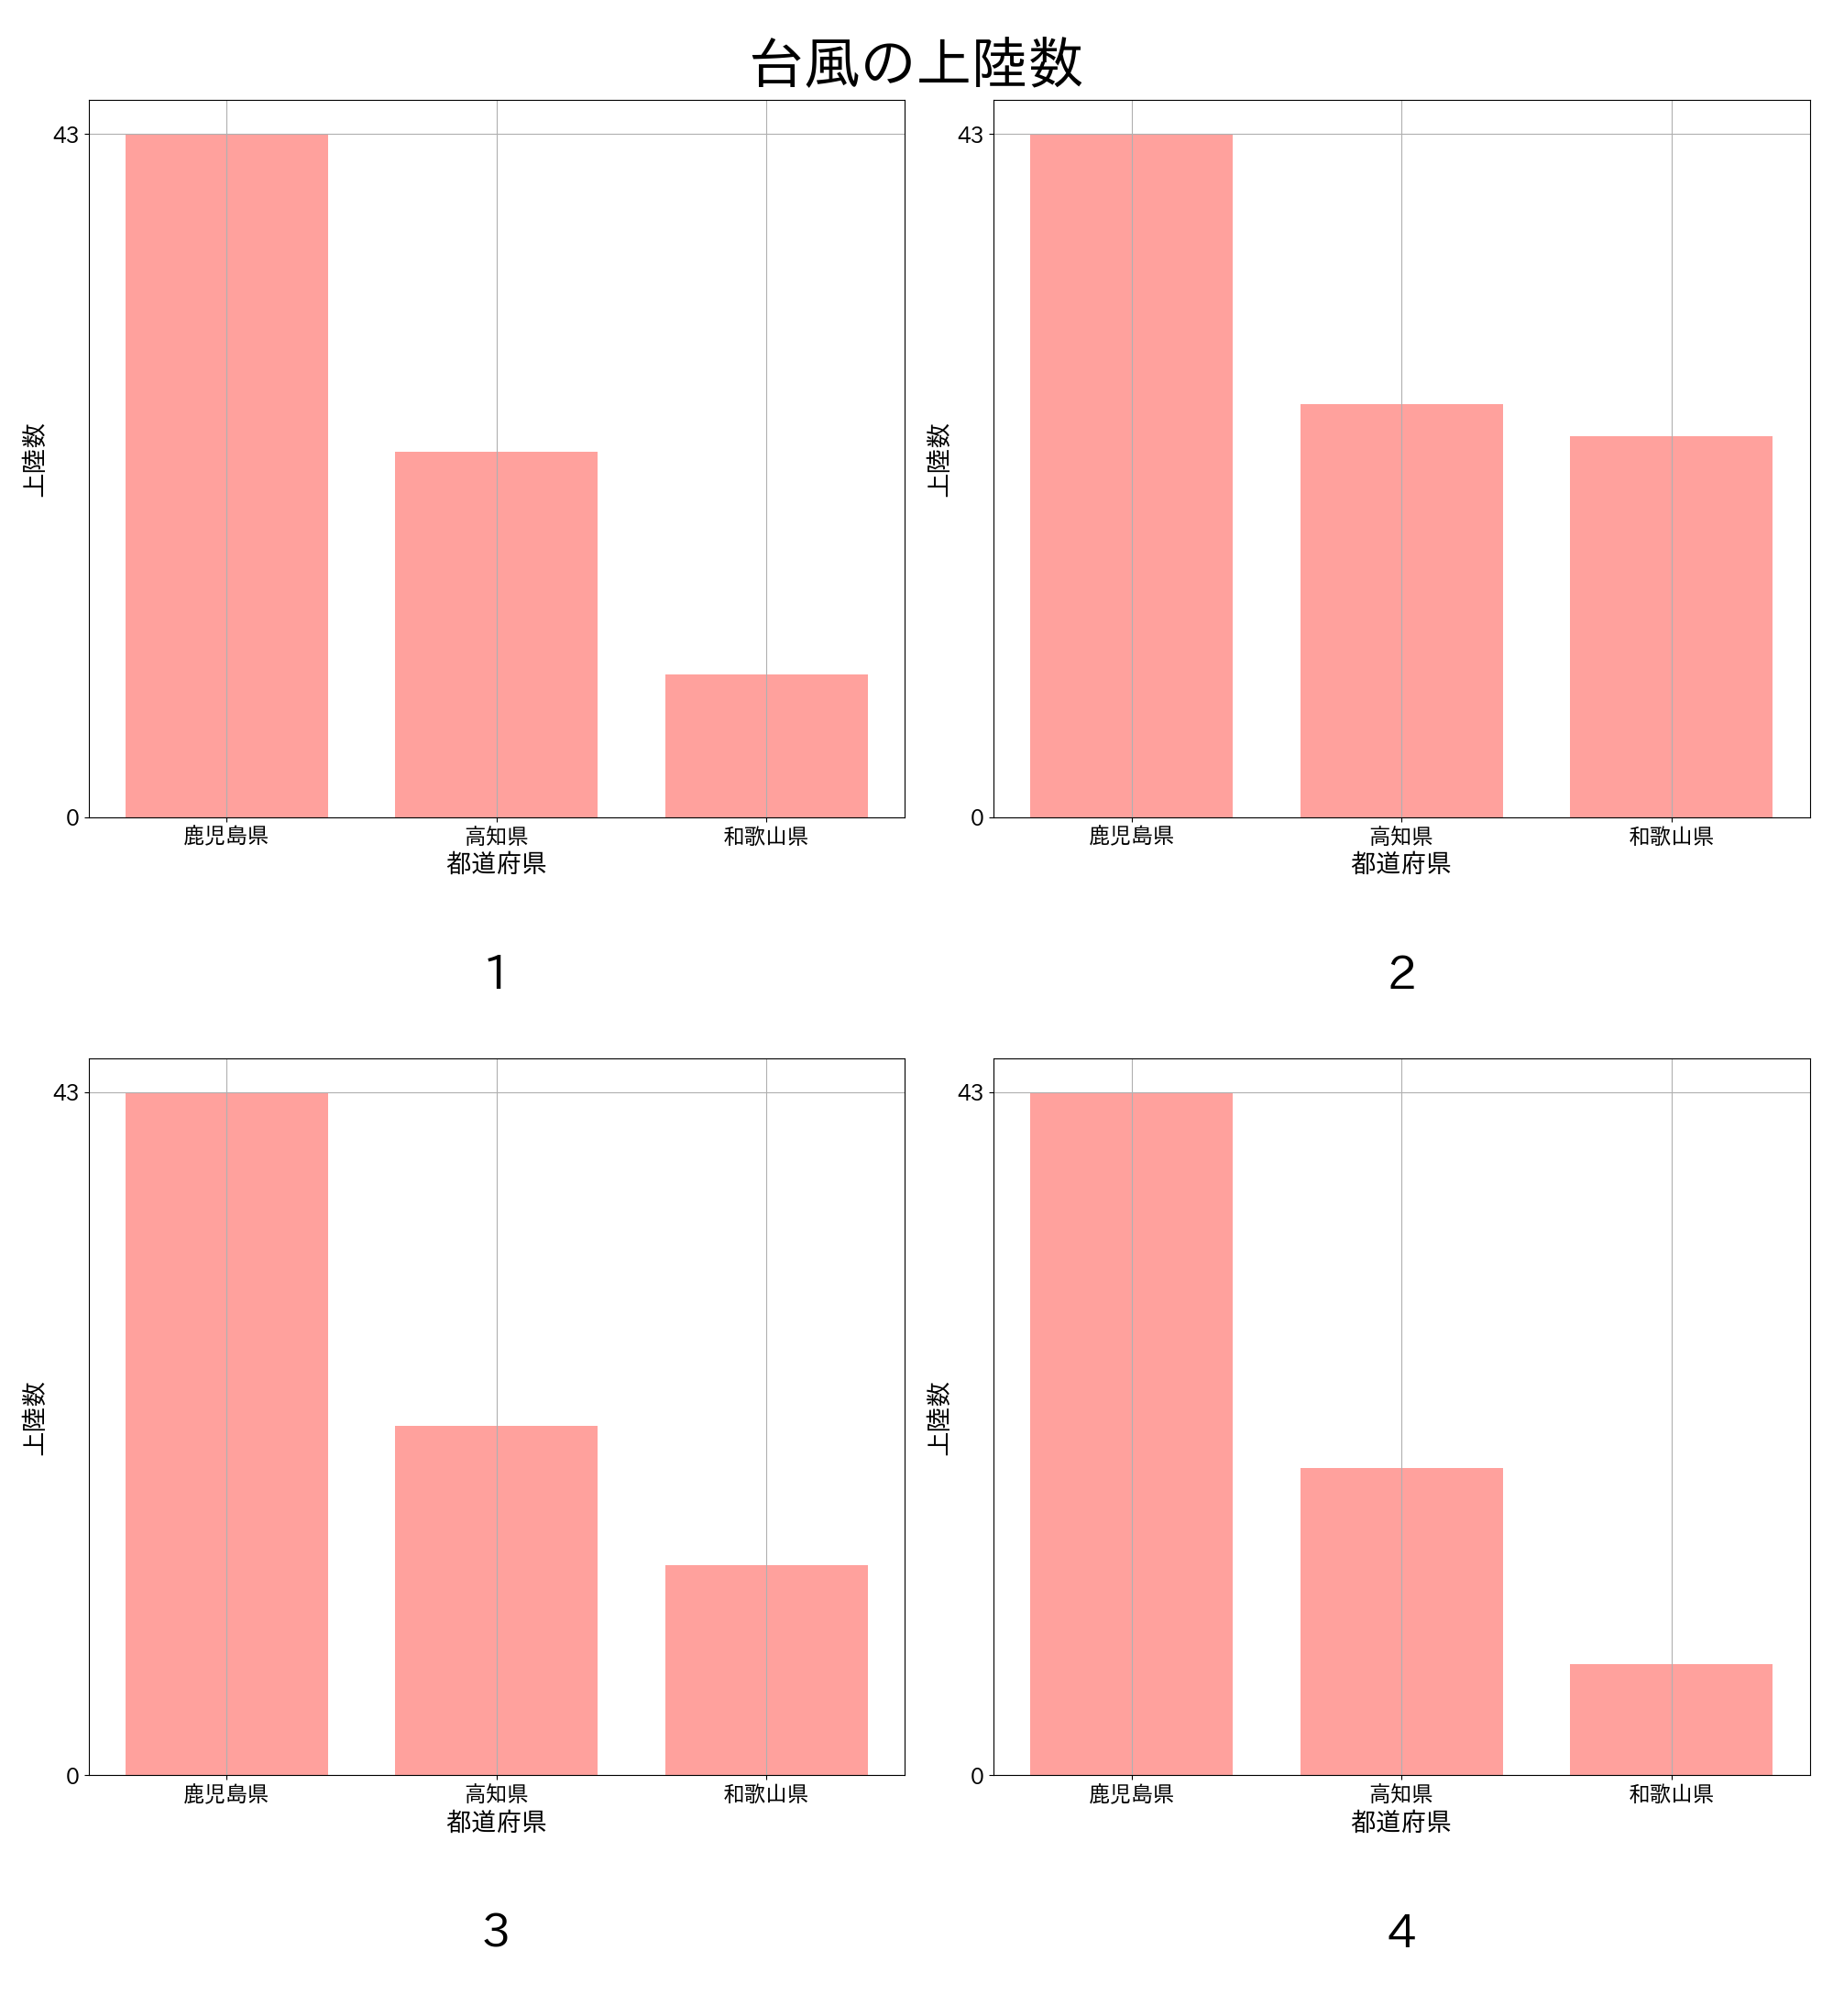 台風の上陸数
43
0
上陸数
鹿児島県 高知県 和歌山県
都道府県
1
43
0
上陸数
鹿児島県 高知県 和歌山県
都道府県
2
43
0
上陸数
鹿児島県 高知県 和歌山県
都道府県
3
43
0
上陸数
鹿児島県 高知県 和歌山県
都道府県
4